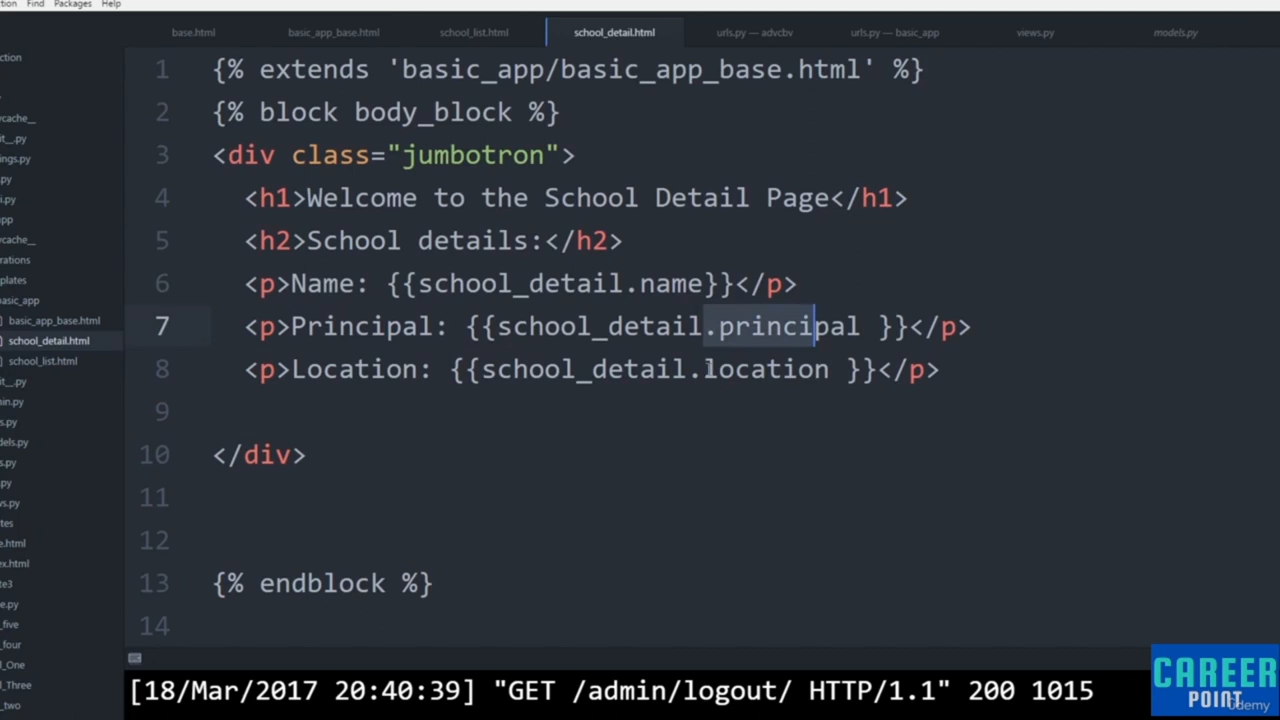 Find Packages Help
base.html basic_app_base.html school_list.html school_detail.html urls.py — advcbv urls.py — basic_app views.py models.py
1 {% extends 'basic_app/basic_app_base.html' %}
2 {% block body_block %}
3 <div class="jumbotron">
4 <h1>Welcome to the School Detail Page</h1>
5 <h2>School details:</h2>
6 <p>Name: {{school_detail.name}}</p>
7 <p>Principal: {{school_detail.principal }}</p>
8 <p>Location: {{school_detail.location }}</p>
9
10 </div>
11
12
13 {% endblock %}
14
basic_app_base.html
school_detail.html
school_list.html
[18/Mar/2017 20:40:39] "GET /admin/logout/ HTTP/1.1" 200 1015
CAREER
POINT
Udemy